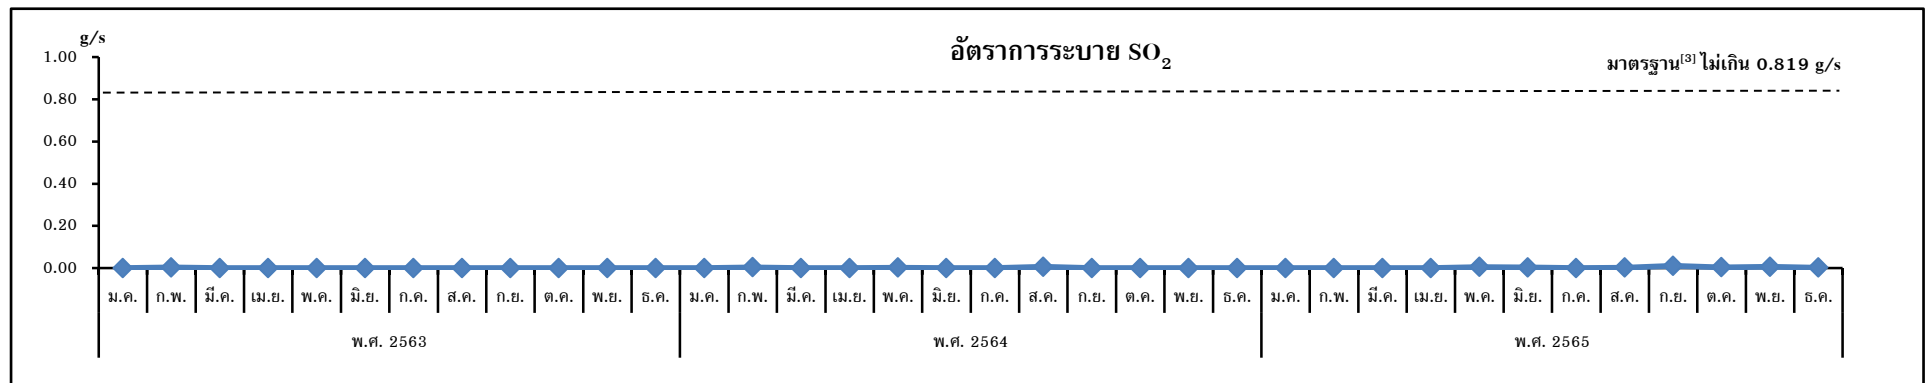 g/s
อัตราการระบาย SO2
มาตรฐาน[3] ไม่เกิน 0.819 g/s
1.00
0.80
0.60
0.40
0.20
0.00
ม.ค. ก.พ. มี.ค. เม.ย. พ.ค. มิ.ย. ก.ค. ส.ค. ก.ย. ต.ค. พ.ย. ธ.ค. ม.ค. ก.พ. มี.ค. เม.ย. พ.ค. มิ.ย. ก.ค. ส.ค. ก.ย. ต.ค. พ.ย. ธ.ค. ม.ค. ก.พ. มี.ค. เม.ย. พ.ค. มิ.ย. ก.ค. ส.ค. ก.ย. ต.ค. พ.ย. ธ.ค.
พ.ศ. 2563 พ.ศ. 2564 พ.ศ. 2565